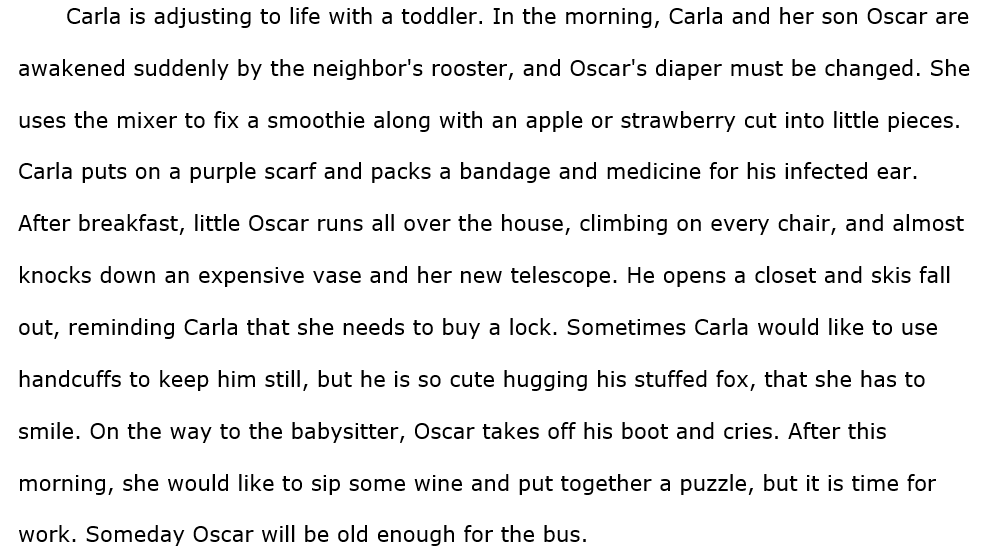 Carla is adjusting to life with a toddler. In the morning, Carla and her son Oscar are
awakened suddenly by the neighbor's rooster, and Oscar's diaper must be changed. She
uses the mixer to fix a smoothie along with an apple or strawberry cut into little pieces.
Carla puts on a purple scarf and packs a bandage and medicine for his infected ear.
After breakfast, little Oscar runs all over the house, climbing on every chair, and almost
knocks down an expensive vase and her new telescope. He opens a closet and skis fall
out, reminding Carla that she needs to buy a lock. Sometimes Carla would like to use
handcuffs to keep him still, but he is so cute hugging his stuffed fox, that she has to
smile. On the way to the babysitter, Oscar takes off his boot and cries. After this
morning, she would like to sip some wine and put together a puzzle, but it is time for
work. Someday Oscar will be old enough for the bus.